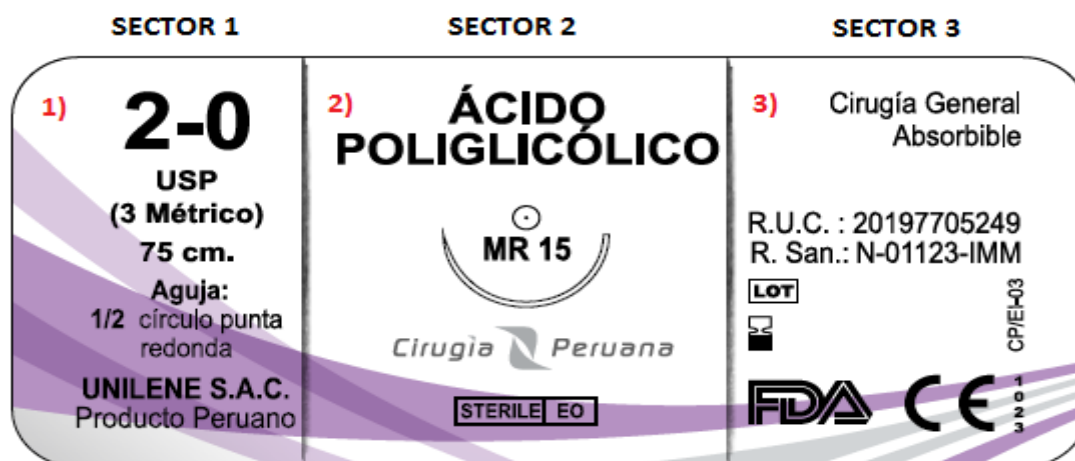 SECTOR 1
SECTOR 2
SECTOR 3
1)
2-0
USP
(3 Métrico)
75 cm.
Aguja:
1/2 círculo punta
redonda
UNILENE S.A.C.
Producto Peruano
2)
ÁCIDO
POLIGLICÓLICO
MR 15
Cirugìa Peruana
STERILE EO
3)
Cirugía General
Absorbible
R.U.C. : 20197705249
R. San.: N-01123-IMM
LOT
CP/EI-03
FDA CE 1023